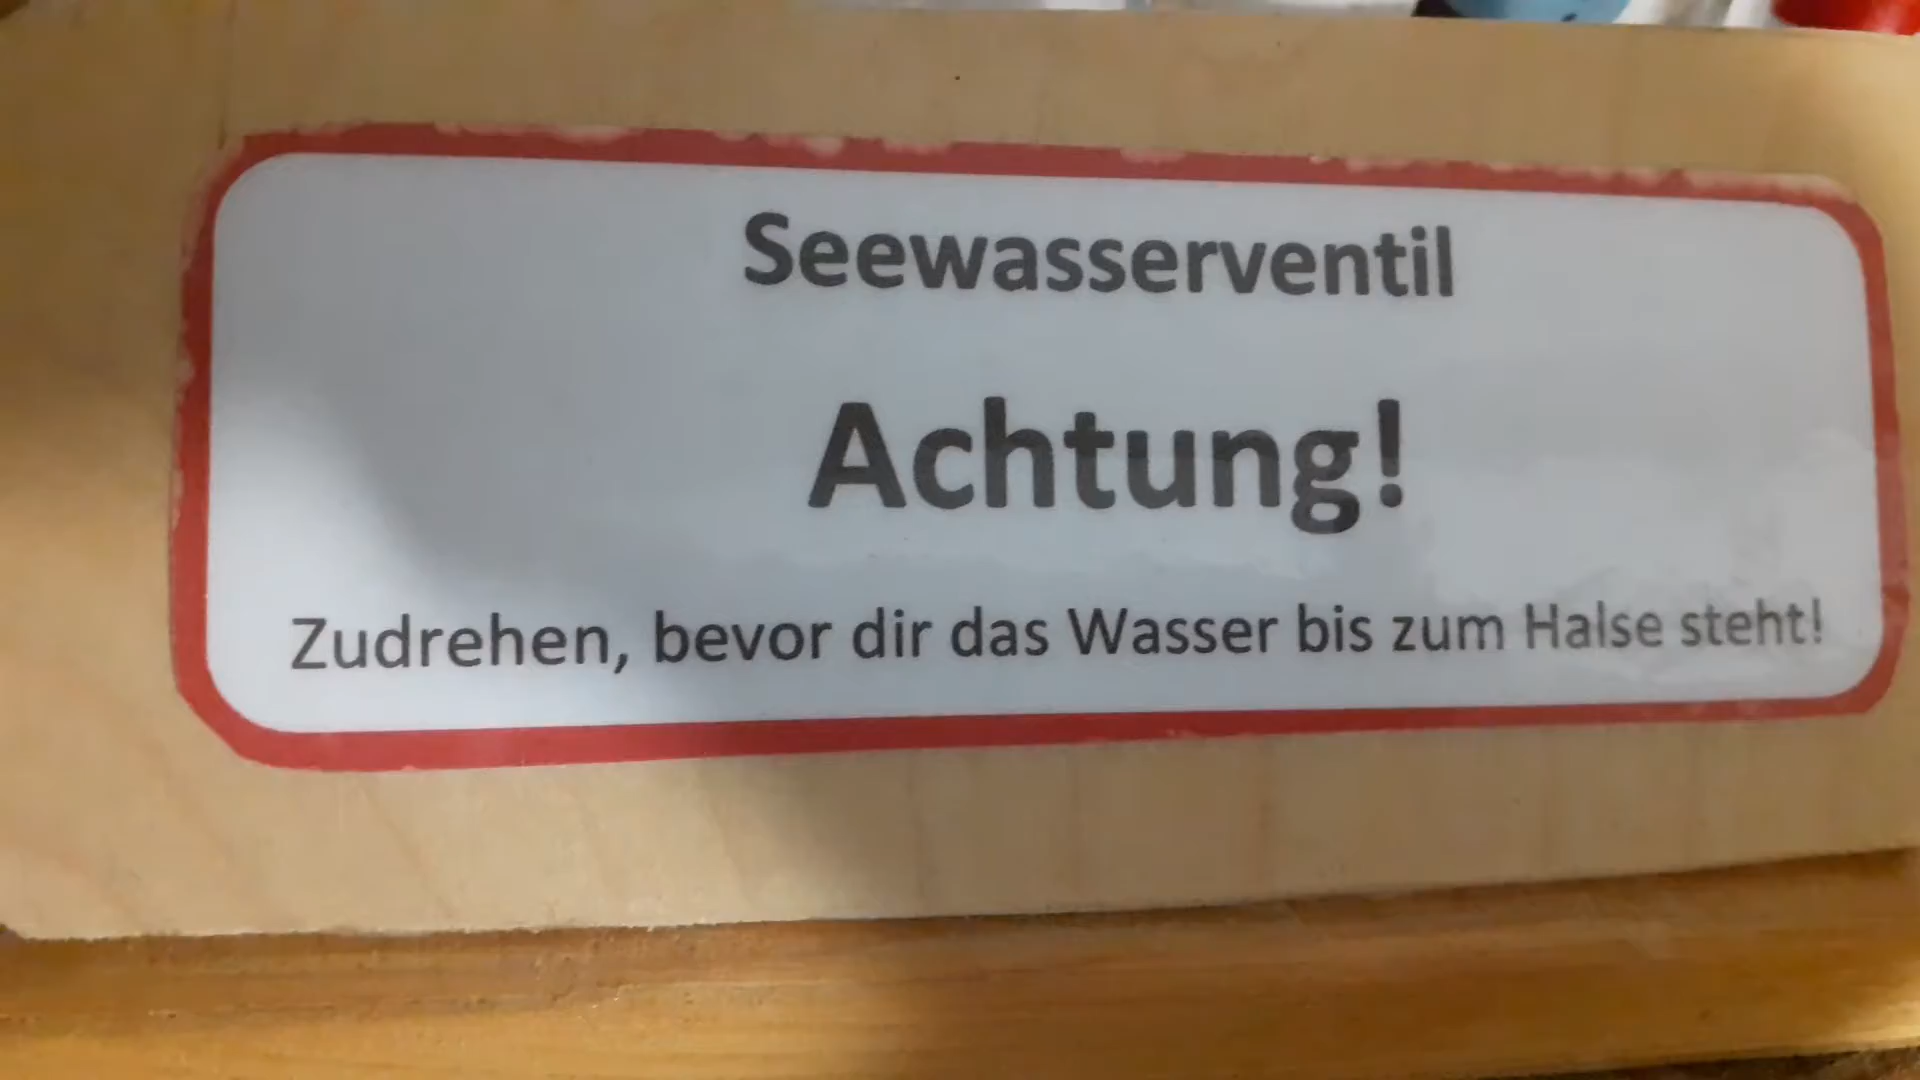 Seewasserventil
Achtung!
Zudrehen, bevor dir das Wasser bis zum Halse steht!